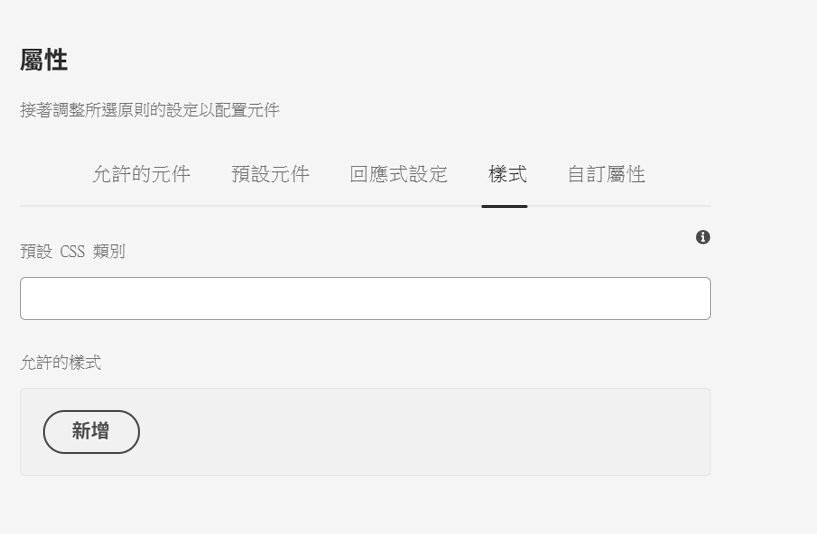 屬性
接著調整所選原則的設定以配置元件
允許的元件 預設元件 回應式設定 樣式 自訂屬性
預設 CSS 類別
允許的樣式
新增